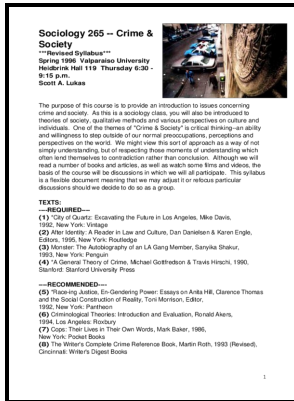 Sociology 265 -- Crime &
Society
***Revised Syllabus**
Spring 1996 Valparaiso University
Heidbrink Hall 119 Thursday 6:30 -
9:15 p.m.
Scott A. Lukas
The purpose of this course is to provide an introduction to issues concerning
crime and society. As this is a sociology class, you will also be introduced to
theories of society, qualitative methods and various perspectives on culture and
individuals. One of the themes of "Crime & Society" is critical thinking--an ability
and willingness to step outside of our normal preoccupations, perceptions and
perspectives on the world. We might view this sort of approach as a way of not
simply understanding, but of respecting those moments of understanding which
often lend themselves to contradiction rather than conclusion. Although we will
read a number of books and articles, as well as watch some films and videos, the
basis of the course will be discussions in which we will all participate. This syllabus
is a flexible document meaning that we may adjust it or refocus particular
discussions should we decide to do so as a group.
TEXTS:
----REQUIRED----
(1) "City of Quartz: Excavating the Future in Los Angeles, Mike Davis,
1992, New York: Vintage
(2) After Identity: A Reader in Law and Culture, Dan Danielsen & Karen Engle,
Editors, 1995, New York: Routledge
(3) Monster: The Autobiography of an LA Gang Member, Sanyika Shakur,
1993, New York: Penguin
(4) "A General Theory of Crime, Michael Gottfredson & Travis Hirschi, 1990,
Stanford: Stanford University Press
----RECOMMENDED----
(5) "Race-ing Justice, En-Gendering Power: Essays on Anita Hill, Clarence Thomas
and the Social Construction of Reality, Toni Morrison, Editor,
1992, New York: Pantheon
(6) Criminological Theories: Introduction and Evaluation, Ronald Akers,
1994, Los Angeles: Roxbury
(7) Cops: Their Lives in Their Own Words, Mark Baker, 1986,
New York: Pocket Books
(8) The Writer's Complete Crime Reference Book, Martin Roth, 1993 (Revised),
Cincinnati: Writer's Digest Books
1